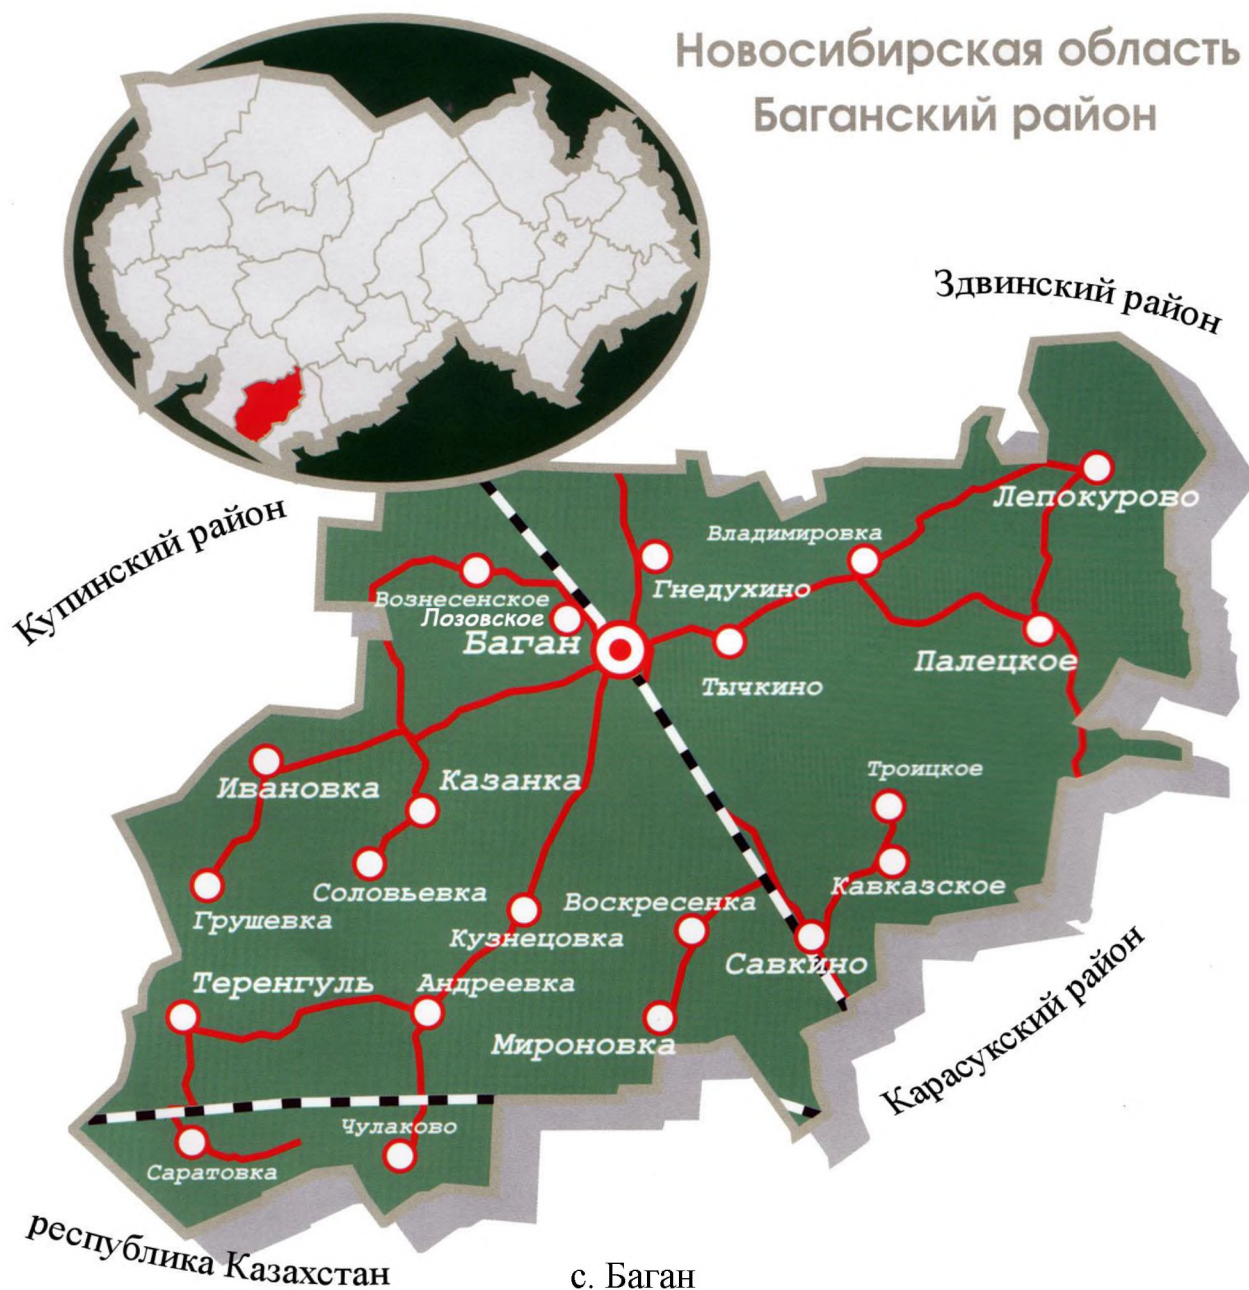 Новосибирская область
Баганский район
Здвинский район
Купинский район
Лепокурово
Владимировка
Гнедухино
Вознесенское
Лозовское
Баган
Палецкое
Тычкино
Троицкое
Ивановка
Казанка
Соловьевка
Воскресенка
Кавказское
Грушевка
Кузнецовка
Савкино
Теренгуль
Андреевка
Мироновка
Карасукский район
Чулаково
Саратовка
республика Казахстан
с. Баган